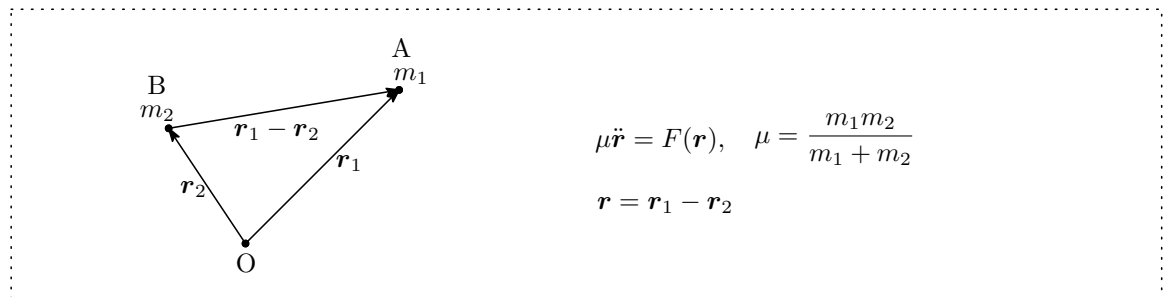 A
m₁
B
m₂
r₁ − r₂
r₁
r₂
O
μr̈ = F(r), μ = m₁m₂ / (m₁ + m₂)
r = r₁ − r₂